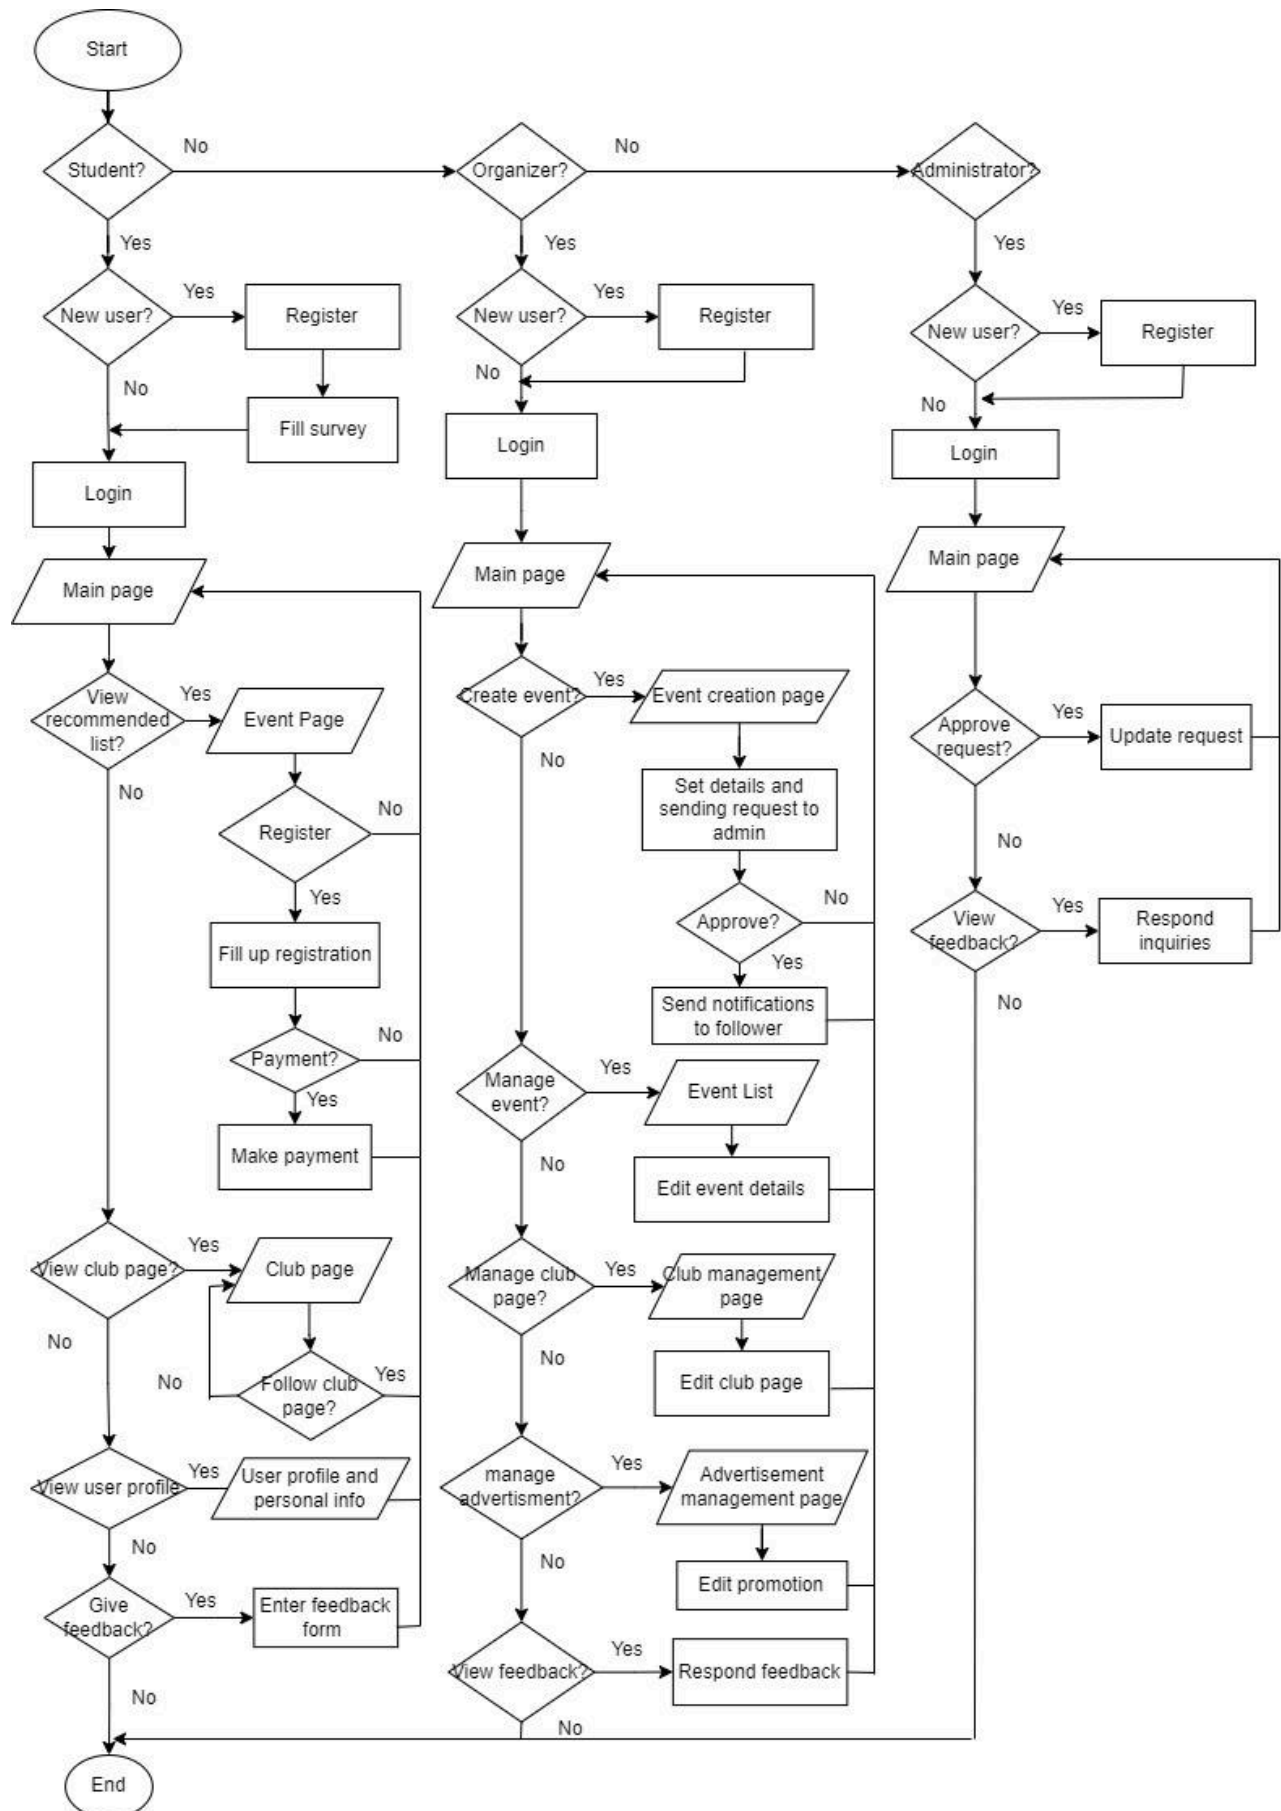 Start
No
No
Student?
Organizer?
Administrator?
Yes
Yes
Yes
New user?
Yes
Register
New user?
Yes
Register
New user?
Yes
Register
No
No
No
Fill survey
Login
Login
Login
Main page
Main page
Main page
View
recommended
list?
Yes
Event Page
No
Register
No
Yes
Fill up registration
Payment?
No
Yes
Make payment
View club page?
Yes
Club page
No
Follow club
page?
No
Yes
View user profile
Yes
User profile and
personal info
No
Give
feedback?
Yes
Enter feedback
form
No
Create event?
Yes
Event creation page
No
Set details and
sending request to
admin
Approve?
No
Yes
Send notifications
to follower
Manage
event?
Yes
Event List
No
Edit event details
Manage club
page?
Yes
Club management
page
No
Edit club page
manage
advertisment?
Yes
Advertisement
management page
No
Edit promotion
View feedback?
Yes
Respond feedback
No
Approve
request?
Yes
Update request
No
View
feedback?
Yes
Respond
inquiries
No
End